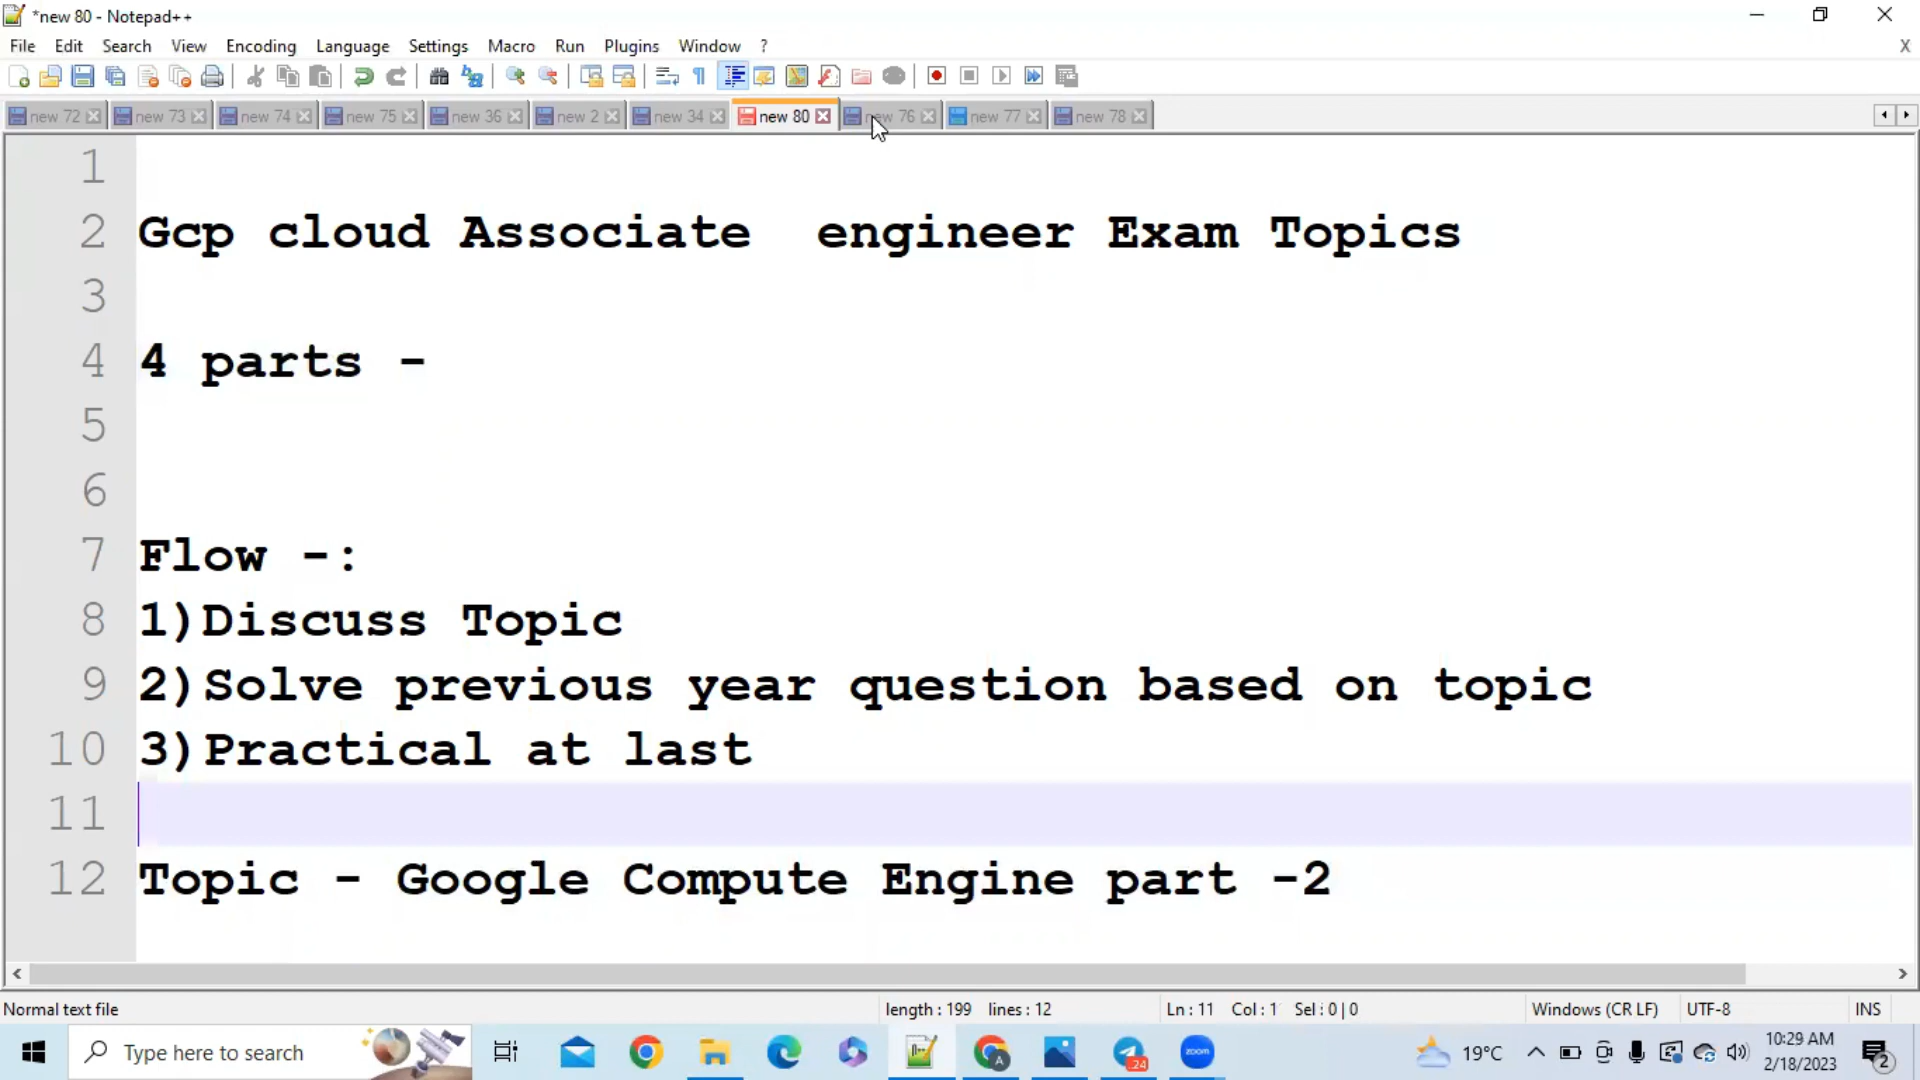 *new 80 - Notepad++
File Edit Search View Encoding Language Settings Macro Run Plugins Window ? X
new 72 new 73 new 74 new 75 new 36 new 2 new 34 new 80 new 76 new 77 new 78
1
2 Gcp cloud Associate  engineer Exam Topics
3
4 4 parts -
5
6
7 Flow -:
8 1)Discuss Topic
9 2)Solve previous year question based on topic
10 3)Practical at last
11
12 Topic - Google Compute Engine part -2
Normal text file length : 199 lines : 12 Ln : 11 Col : 1 Sel : 0 | 0 Windows (CR LF) UTF-8 INS
Type here to search 24 zoom 19°C 10:29 AM
2/18/2023 2